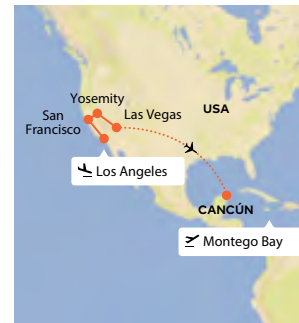 Yosemity
San
Francisco
Las Vegas
USA
Los Angeles
CANCÚN
Montego Bay